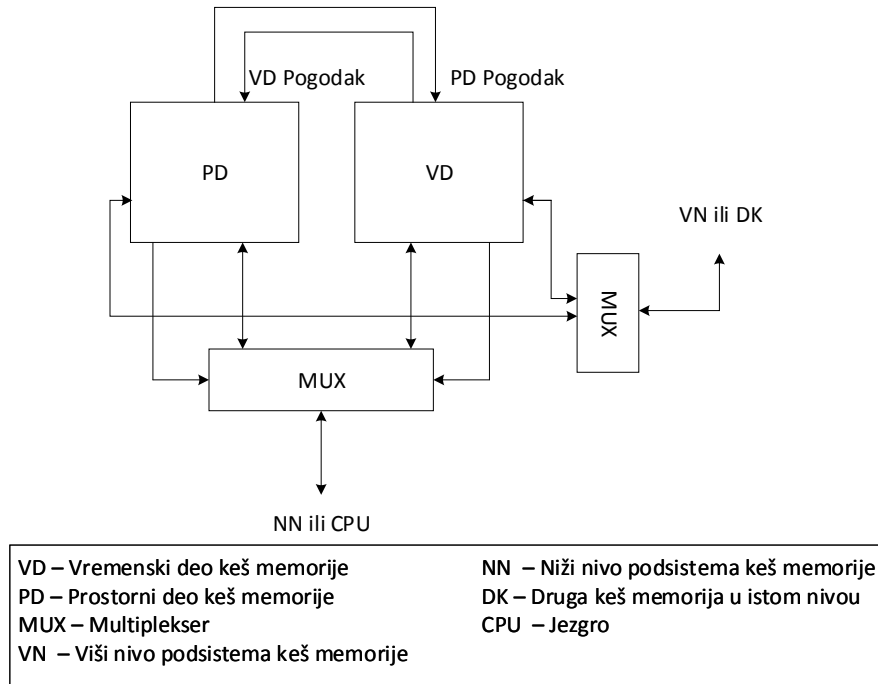 VD Pogodak
PD Pogodak
PD
VD
VN ili DK
MUX
MUX
NN ili CPU
VD – Vremenski deo keš memorije
PD – Prostorni deo keš memorije
MUX – Multiplekser
VN – Viši nivo podsistema keš memorije
NN – Niži nivo podsistema keš memorije
DK – Druga keš memorija u istom nivou
CPU – Jezgro